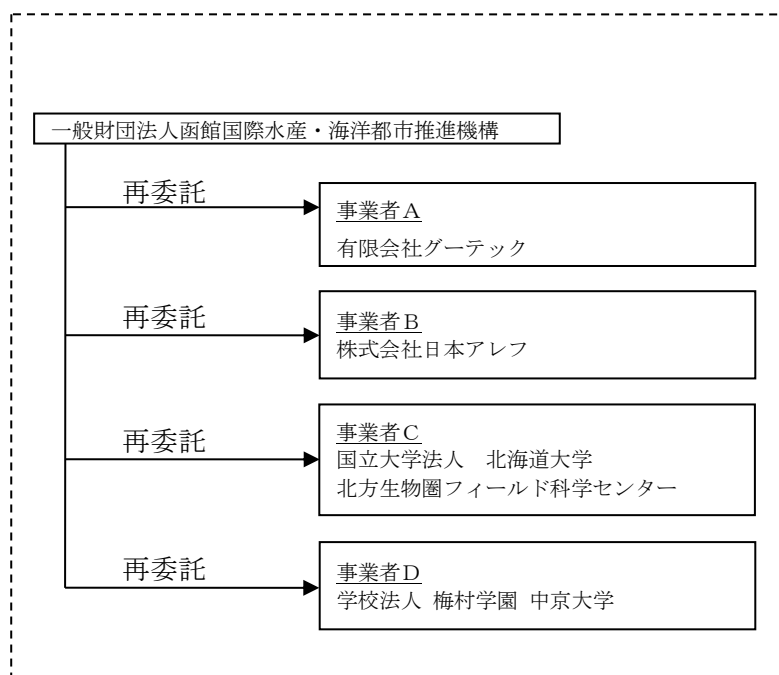 一般財団法人函館国際水産・海洋都市推進機構
再委託
事業者A
有限会社グーテック
再委託
事業者B
株式会社日本アレフ
再委託
事業者C
国立大学法人　北海道大学
北方生物圏フィールド科学センター
再委託
事業者D
学校法人 梅村学園 中京大学